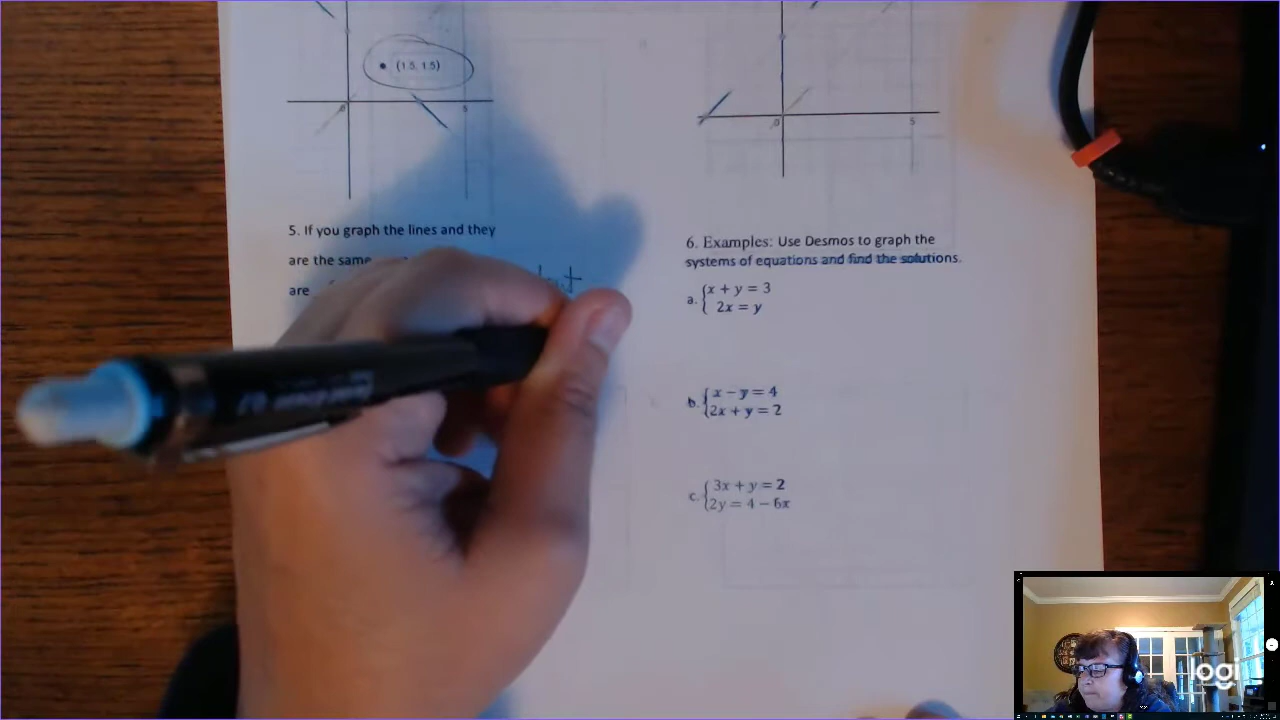 (1.5, 1.5)
0
5
0
5
5. If you graph the lines and they
are the same
are
6. Examples: Use Desmos to graph the
systems of equations and find the solutions.
a. { x + y = 3
2x = y
b. { x − y = 4
2x + y = 2
c. { 3x + y = 2
2y = 4 − 6x
logi